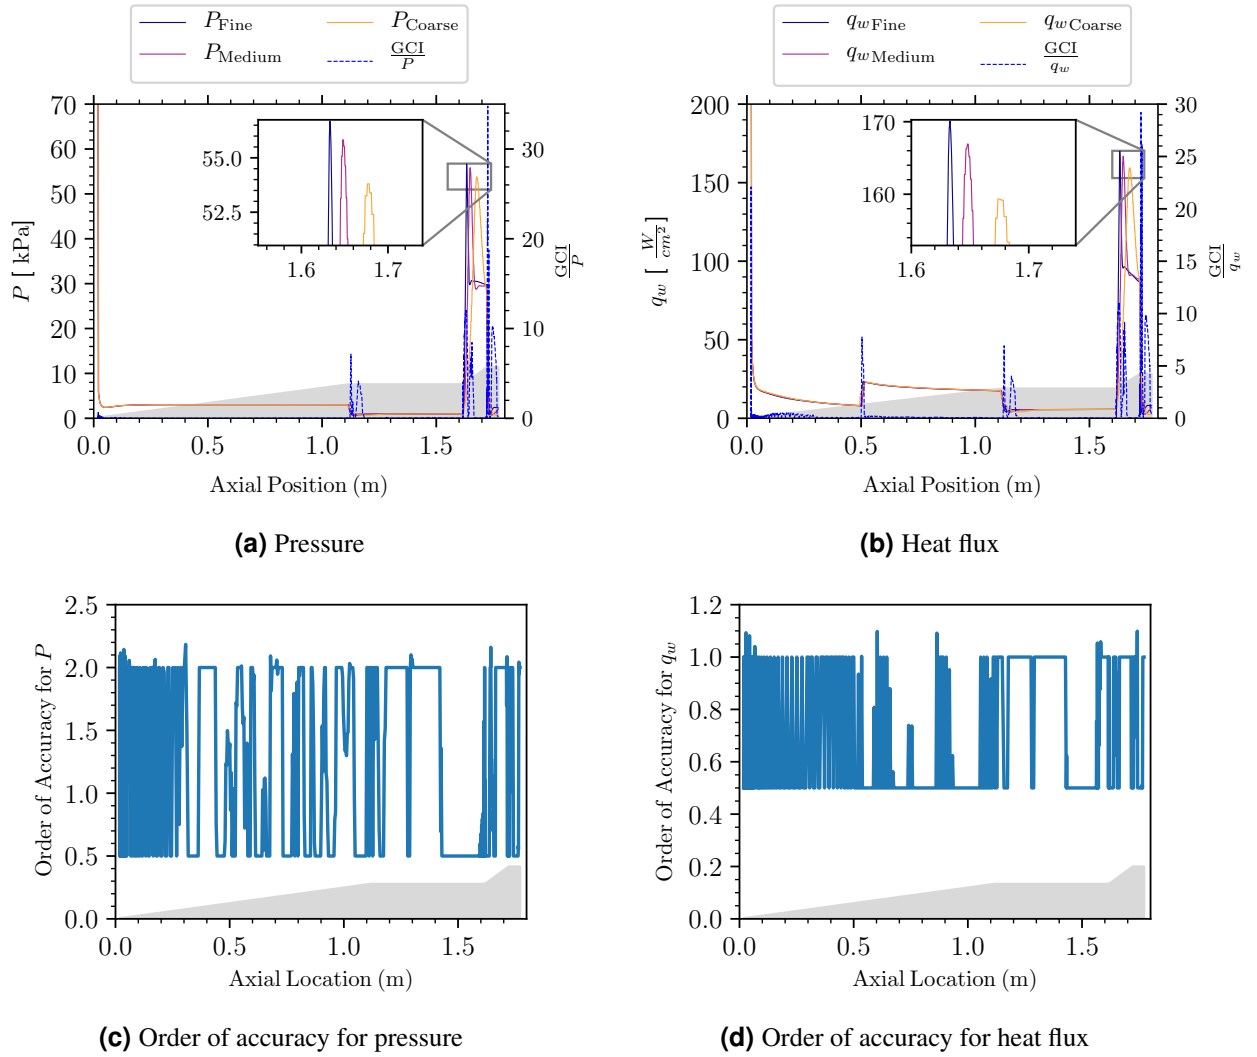 P_Fine P_Coarse
P_Medium GCI/P
70
60
50
40
30
20
10
0
P [ kPa]
55.0
52.5
1.6 1.7
30
20
10
0
GCI/P
0.0 0.5 1.0 1.5
Axial Position (m)
(a) Pressure
q_w Fine q_w Coarse
q_w Medium GCI/q_w
200
150
100
50
0
q_w [ W/cm² ]
170
160
1.6 1.7
30
25
20
15
10
5
0
GCI/q_w
0.0 0.5 1.0 1.5
Axial Position (m)
(b) Heat flux
2.5
2.0
1.5
1.0
0.5
0.0
Order of Accuracy for P
0.0 0.5 1.0 1.5
Axial Location (m)
(c) Order of accuracy for pressure
1.2
1.0
0.8
0.6
0.4
0.2
0.0
Order of Accuracy for q_w
0.0 0.5 1.0 1.5
Axial Location (m)
(d) Order of accuracy for heat flux